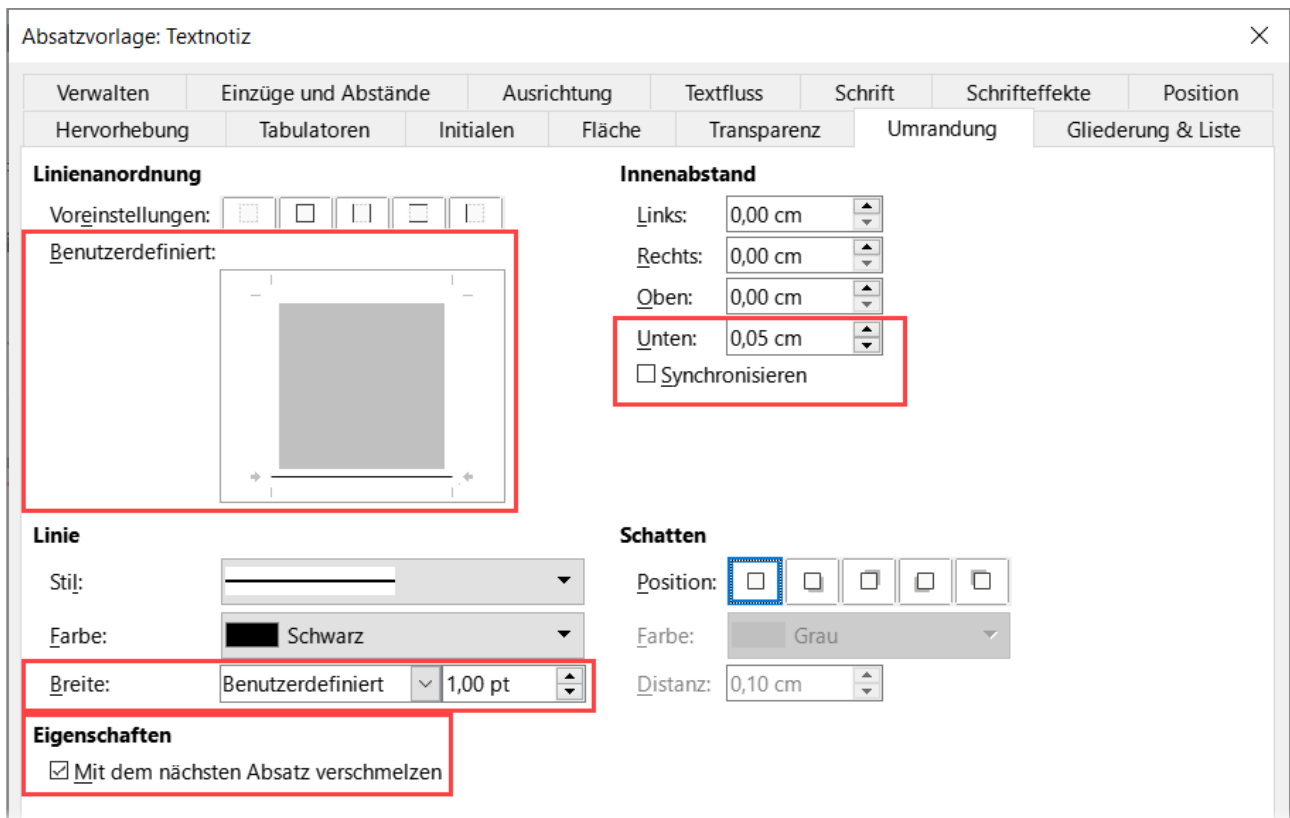 Absatzvorlage: Textnotiz
Verwalten Einzüge und Abstände Ausrichtung Textfluss Schrift Schrifteffekte Position
Hervorhebung Tabulatoren Initialen Fläche Transparenz Umrandung Gliederung & Liste
Linienanordnung
Voreinstellungen:
Benutzerdefiniert:
Innenabstand
Links: 0,00 cm
Rechts: 0,00 cm
Oben: 0,00 cm
Unten: 0,05 cm
Synchronisieren
Linie
Stil:
Farbe: Schwarz
Breite: Benutzerdefiniert 1,00 pt
Schatten
Position:
Farbe: Grau
Distanz: 0,10 cm
Eigenschaften
Mit dem nächsten Absatz verschmelzen